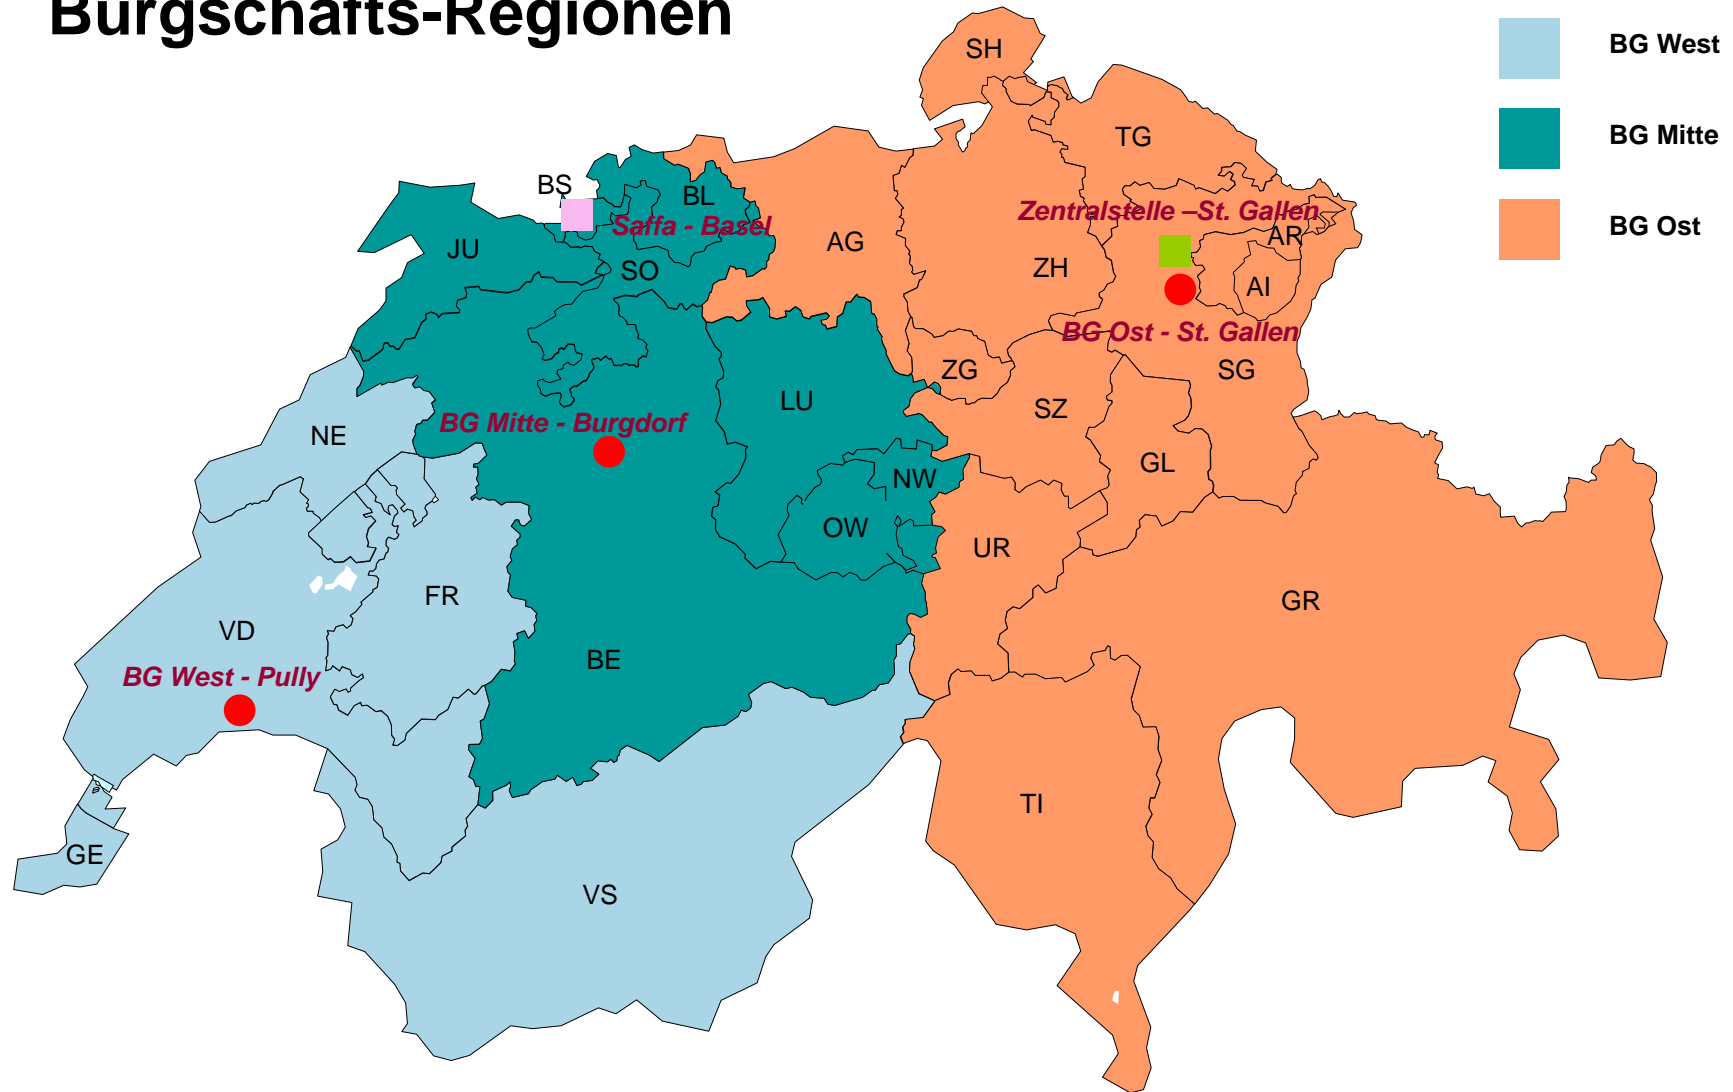 Bürgschafts-Regionen
BG West
BG Mitte
BG Ost
SH
TG
BS
BL
Saffa - Basel
Zentralstelle –St. Gallen
AR
JU
AG
SO
ZH
AI
BG Ost - St. Gallen
ZG
SG
LU
SZ
BG Mitte - Burgdorf
NE
GL
NW
OW
UR
FR
GR
VD
BE
BG West - Pully
TI
GE
VS